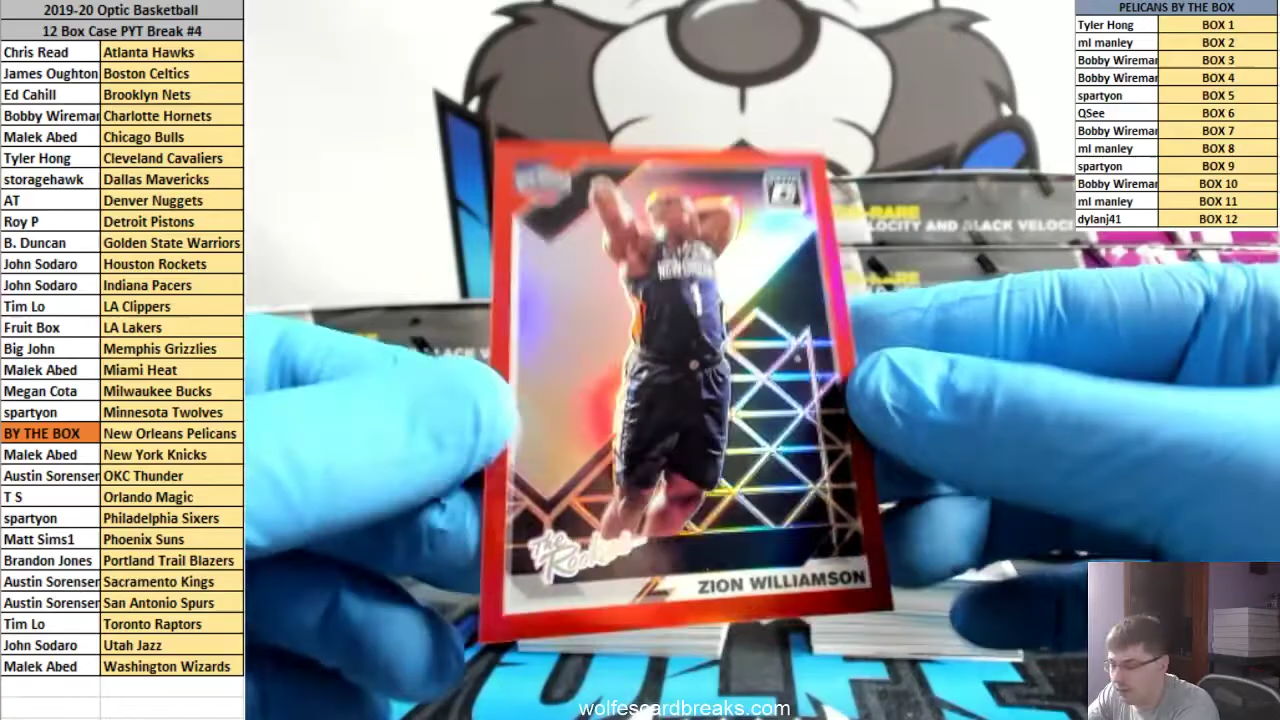 2019-20 Optic Basketball
12 Box Case PYT Break #4
Chris Read Atlanta Hawks
James Oughton Boston Celtics
Ed Cahill Brooklyn Nets
Bobby Wiremar Charlotte Hornets
Malek Abed Chicago Bulls
Tyler Hong Cleveland Cavaliers
storagehawk Dallas Mavericks
AT Denver Nuggets
Roy P Detroit Pistons
B. Duncan Golden State Warriors
John Sodaro Houston Rockets
John Sodaro Indiana Pacers
Tim Lo LA Clippers
Fruit Box LA Lakers
Big John Memphis Grizzlies
Malek Abed Miami Heat
Megan Cota Milwaukee Bucks
spartyon Minnesota Twolves
BY THE BOX New Orleans Pelicans
Malek Abed New York Knicks
Austin Sorenser OKC Thunder
T S Orlando Magic
spartyon Philadelphia Sixers
Matt Sims1 Phoenix Suns
Brandon Jones Portland Trail Blazers
Austin Sorenser Sacramento Kings
Austin Sorenser San Antonio Spurs
Tim Lo Toronto Raptors
John Sodaro Utah Jazz
Malek Abed Washington Wizards
PELICANS BY THE BOX
Tyler Hong BOX 1
ml manley BOX 2
Bobby Wiremar BOX 3
Bobby Wiremar BOX 4
spartyon BOX 5
QSee BOX 6
Bobby Wiremar BOX 7
ml manley BOX 8
spartyon BOX 9
Bobby Wiremar BOX 10
ml manley BOX 11
dylanj41 BOX 12
RARE
LOCITY AND BLACK VELOC
1
The Rookies
ZION WILLIAMSON
wolfescardbreaks.com